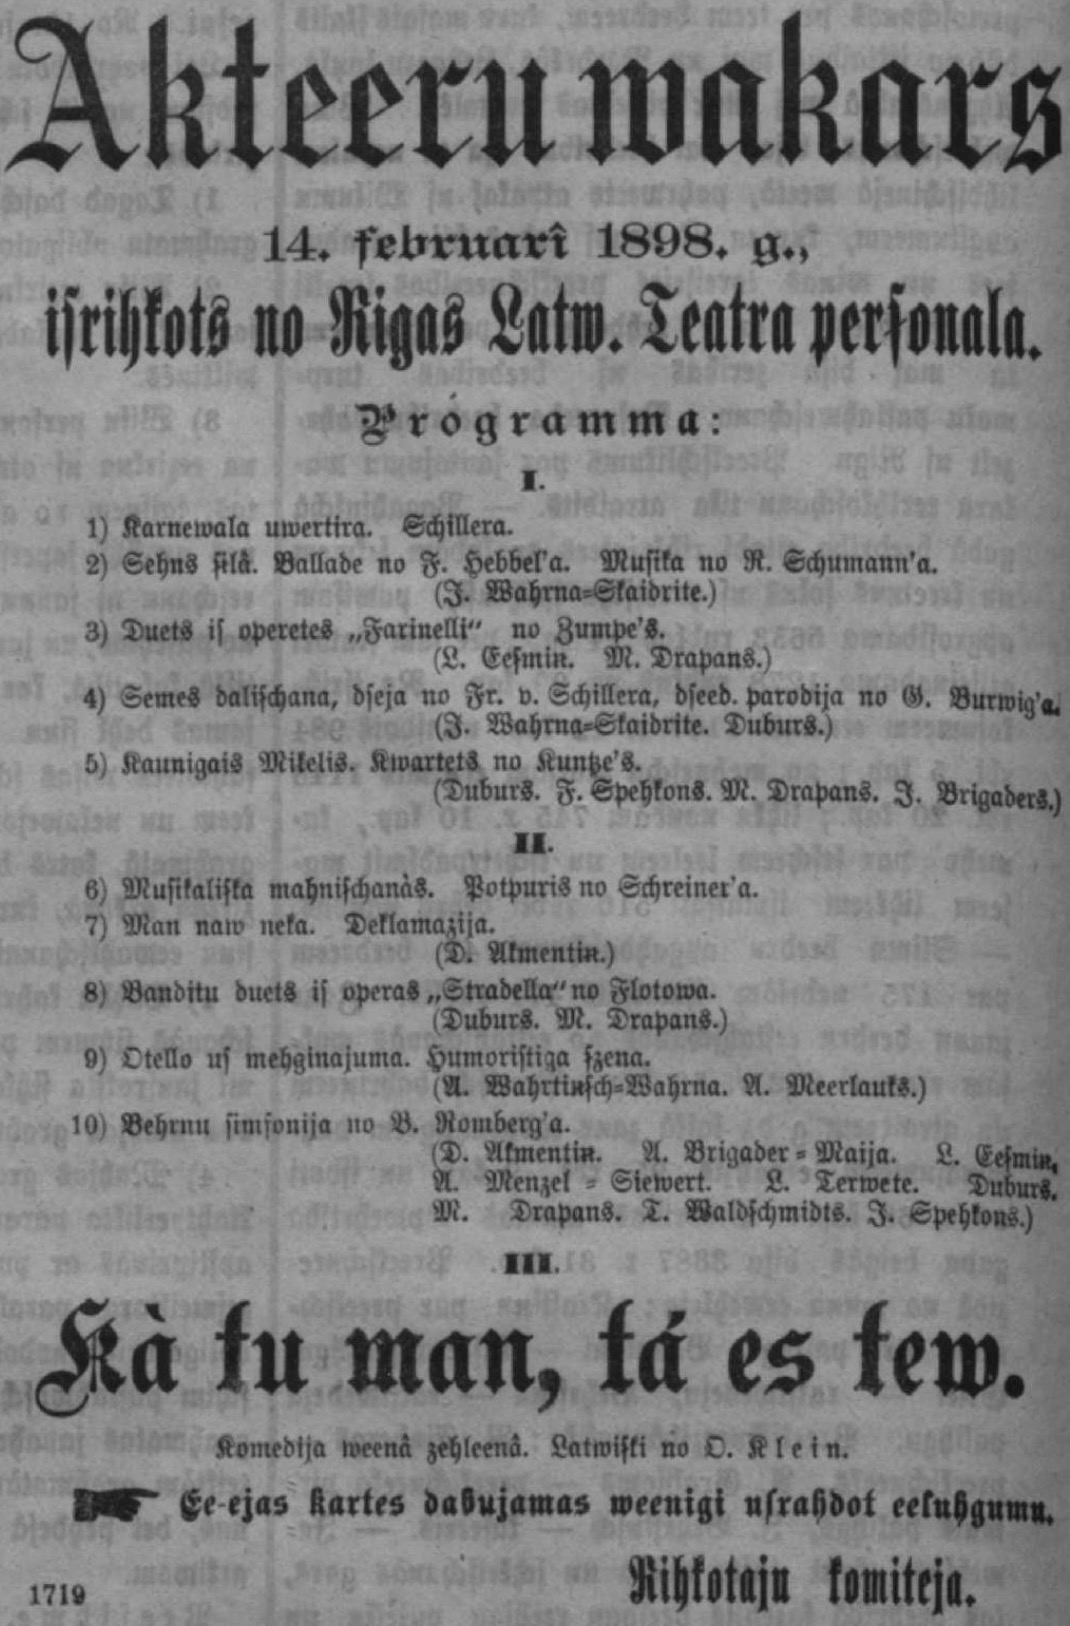 Akteeru wakars
14. februarî 1898. g.,
isrihkots no Rigas Latw. Teatra personala.
Programma:
I.
1) Karnewala uwertira. Schillera.
2) Sehns silâ. Ballade no F. Hebbel'a. Musika no R. Schumann'a.
(J. Wahrna-Skaidrite.)
3) Duets is operetes „Farinelli" no Zumpe's.
(L. Eesmin. M. Drapans.)
4) Semes dalischana, dseja no Fr. v. Schillera, dseed. parodija no G. Burwig'a.
(J. Wahrna-Skaidrite. Duburs.)
5) Kaunigais Mikelis. Kwartets no Kuntze's.
(Duburs. F. Spehkons. M. Drapans. J. Brigaders.)
II.
6) Musikaliska mahnischanàs. Potpuris no Schreiner'a.
7) Man naw neka. Deklamazija.
(D. Akmentin.)
8) Banditu duets is operas „Stradella" no Flotowa.
(Duburs. M. Drapans.)
9) Otello us mehginajuma. Humoristiga szena.
(A. Wahrtinsch-Wahrna. A. Meerlauks.)
10) Behrnu simfonija no B. Romberg'a.
(D. Akmentin. A. Brigader-Maija. L. Eesmin,
A. Menzel-Siewert. L. Terwete. Duburs.
M. Drapans. T. Waldschmidts. J. Spehkons.)
III.
Kà tu man, tá es tew.
Komedija weenâ zehleenâ. Latwiski no O. Klein.
Ee-ejas kartes dabujamas weenigi usrahdot eeluhgumu.
Rihkotaju komiteja.
1719